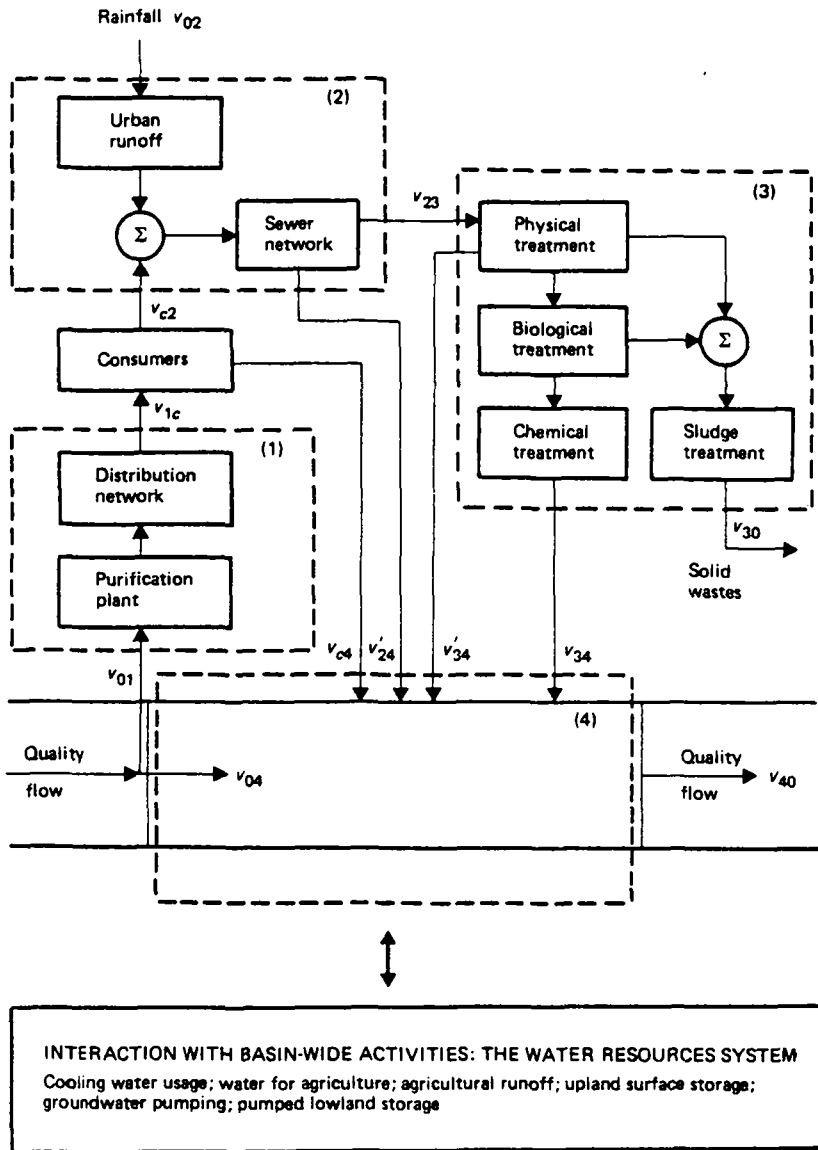 Rainfall v02
(2)
Urban
runoff
Σ
Sewer
network
v23
(3)
Physical
treatment
Biological
treatment
Σ
Chemical
treatment
Sludge
treatment
v30
Solid
wastes
vc2
Consumers
v1c
(1)
Distribution
network
Purification
plant
v01
vc4
v'24
v'34
v34
(4)
Quality
flow
v04
Quality
flow
v40
INTERACTION WITH BASIN-WIDE ACTIVITIES: THE WATER RESOURCES SYSTEM
Cooling water usage; water for agriculture; agricultural runoff; upland surface storage;
groundwater pumping; pumped lowland storage